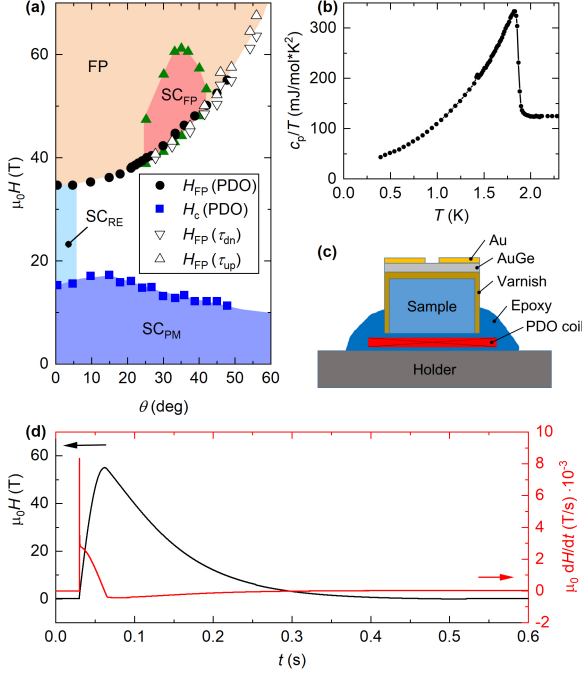 (a)
μ₀H (T)
60
40
20
0
FP
SC_FP
SC_RE
SC_PM
H_FP (PDO)
H_c (PDO)
H_FP (τ_dn)
H_FP (τ_up)
0 10 20 30 40 50 60
θ (deg)
(b)
c_p/T (mJ/mol*K²)
400
300
200
100
0
0.0 0.5 1.0 1.5 2.0
T (K)
(c)
Au
AuGe
Varnish
Sample
Epoxy
PDO coil
Holder
(d)
μ₀H (T)
60
40
20
0
0.0 0.1 0.2 0.3 0.4 0.5 0.6
t (s)
10
8
6
4
2
0
-2
μ₀ dH/dt (T/s) ·10⁻³